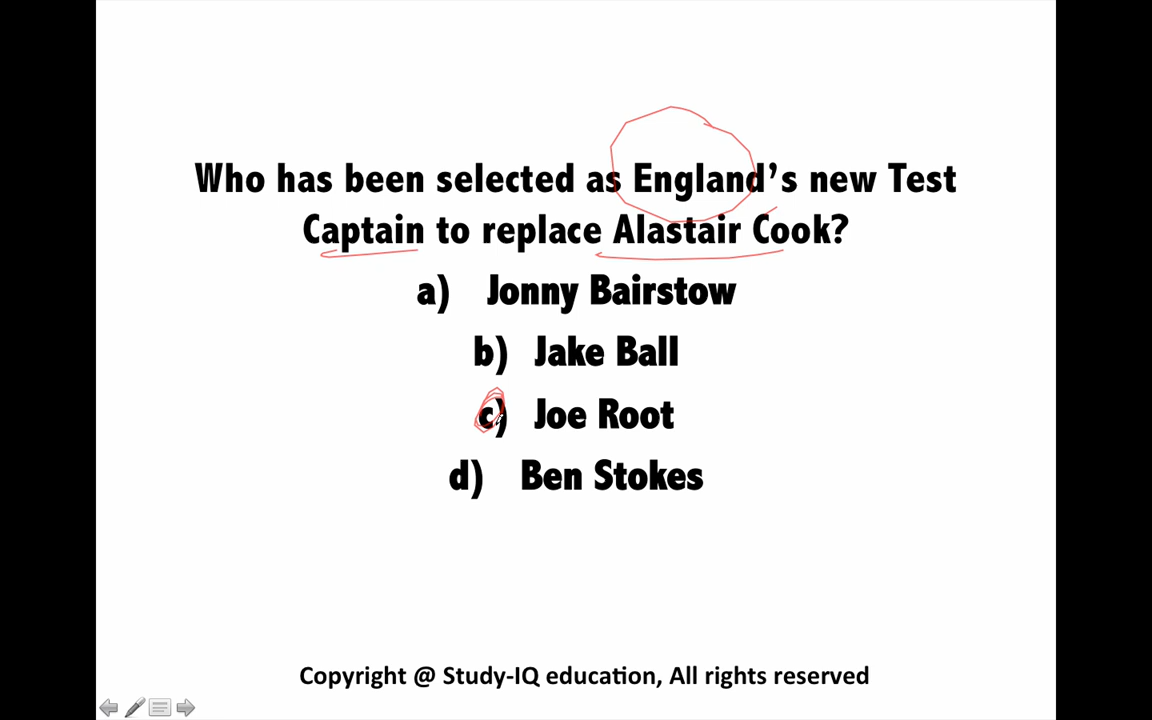 Who has been selected as England’s new Test
Captain to replace Alastair Cook?
a) Jonny Bairstow
b) Jake Ball
c) Joe Root
d) Ben Stokes
Copyright @ Study-IQ education, All rights reserved